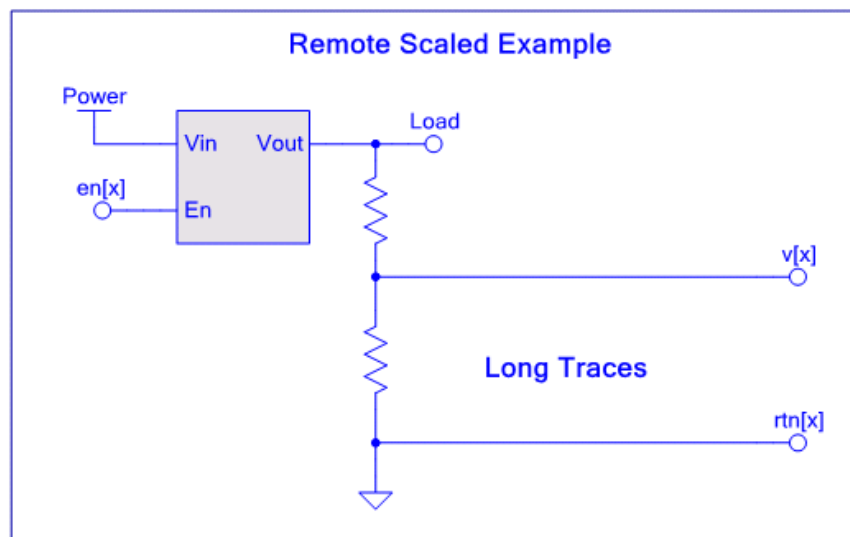 Remote Scaled Example
Power
Load
Vin
Vout
en[x]
En
v[x]
Long Traces
rtn[x]